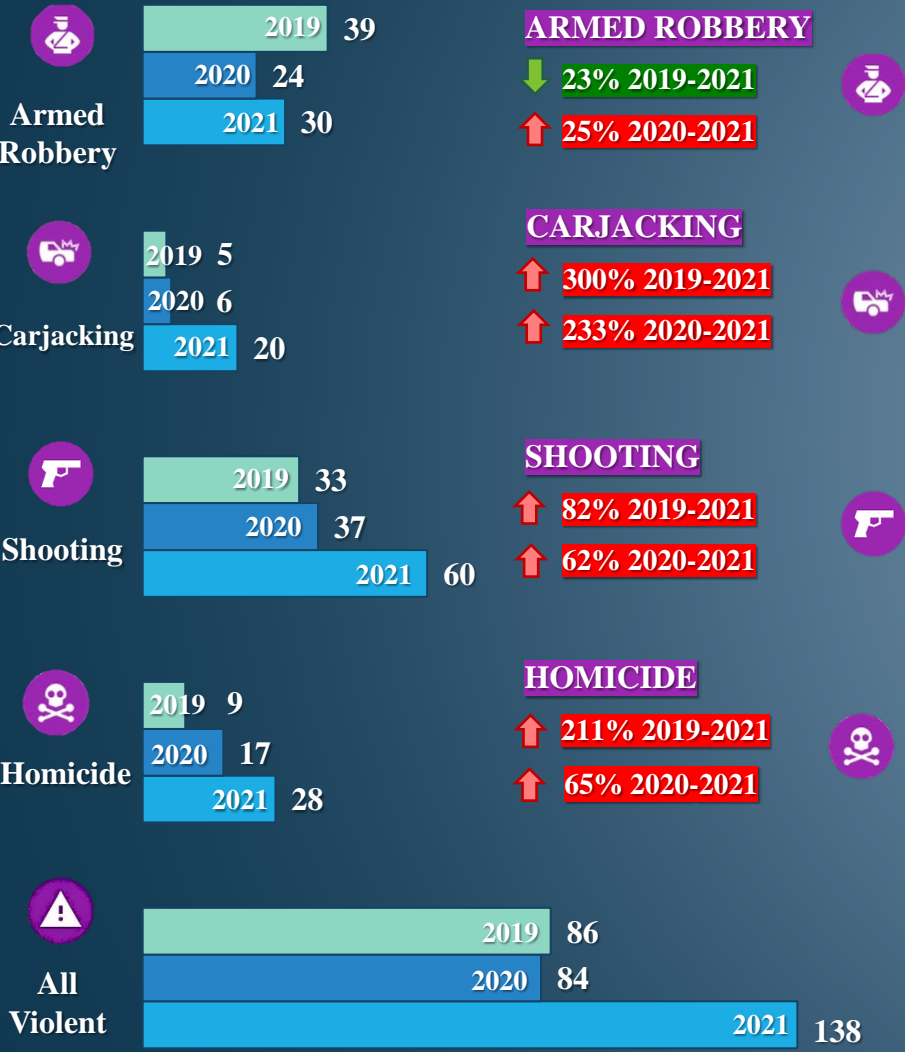 2019 39
2020 24
2021 30
Armed
Robbery
ARMED ROBBERY
23% 2019-2021
25% 2020-2021
2019 5
2020 6
2021 20
Carjacking
CARJACKING
300% 2019-2021
233% 2020-2021
2019 33
2020 37
2021 60
Shooting
SHOOTING
82% 2019-2021
62% 2020-2021
2019 9
2020 17
2021 28
Homicide
HOMICIDE
211% 2019-2021
65% 2020-2021
2019 86
2020 84
2021 138
All
Violent